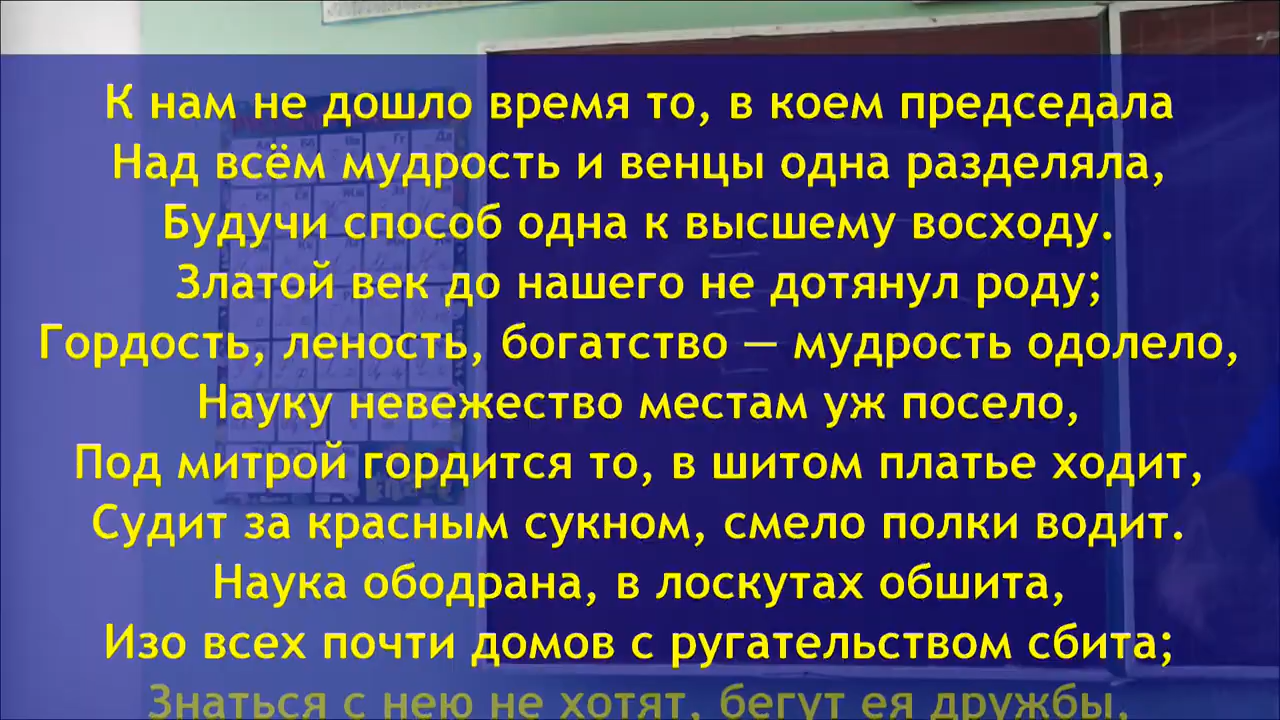 К нам не дошло время то, в коем председала
Над всём мудрость и венцы одна разделяла,
Будучи способ одна к высшему восходу.
Златой век до нашего не дотянул роду;
Гордость, леность, богатство — мудрость одолело,
Науку невежество местам уж посело,
Под митрой гордится то, в шитом платье ходит,
Судит за красным сукном, смело полки водит.
Наука ободрана, в лоскутах обшита,
Изо всех почти домов с ругательством сбита;
Знаться с нею не хотят, бегут ея дружбы,